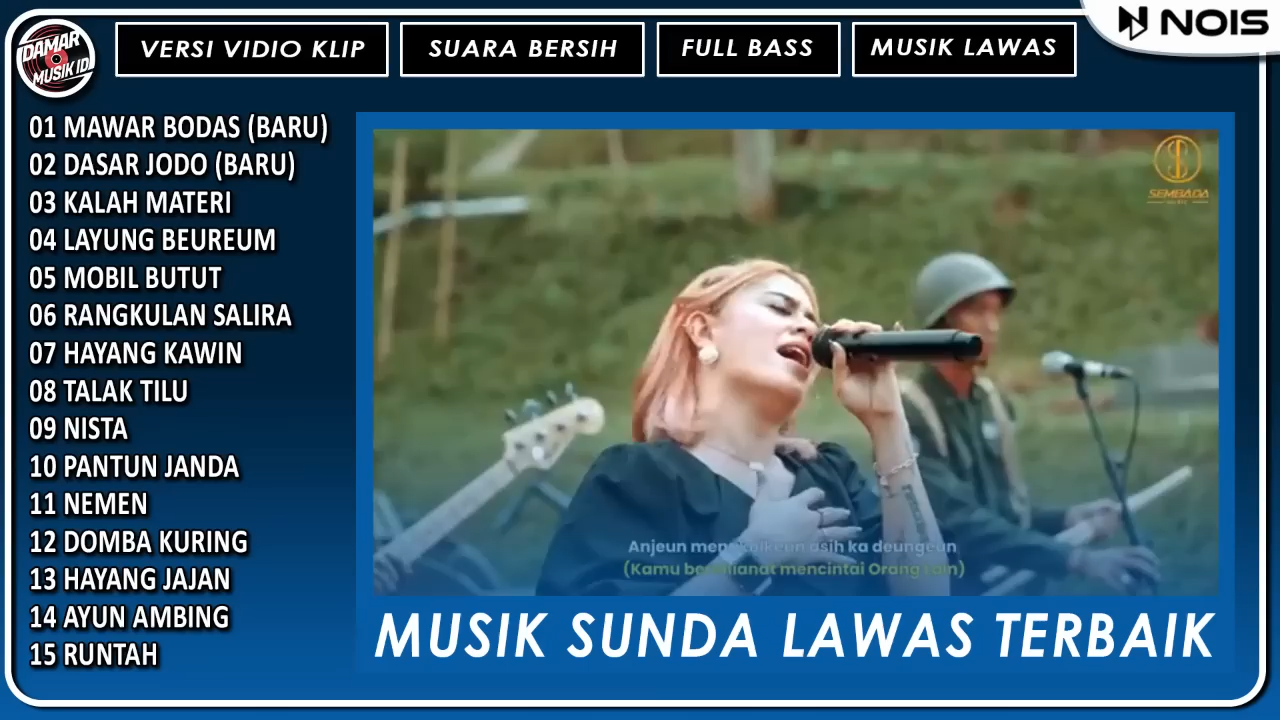 DAMAR
MUSIK ID
VERSI VIDIO KLIP
SUARA BERSIH
FULL BASS
MUSIK LAWAS
NOIS
01 MAWAR BODAS (BARU)
02 DASAR JODO (BARU)
03 KALAH MATERI
04 LAYUNG BEUREUM
05 MOBIL BUTUT
06 RANGKULAN SALIRA
07 HAYANG KAWIN
08 TALAK TILU
09 NISTA
10 PANTUN JANDA
11 NEMEN
12 DOMBA KURING
13 HAYANG JAJAN
14 AYUN AMBING
15 RUNTAH
SEMBADA
Anjeun asih ka deungeun
(Kamu mencintai Orang Lain)
MUSIK SUNDA LAWAS TERBAIK